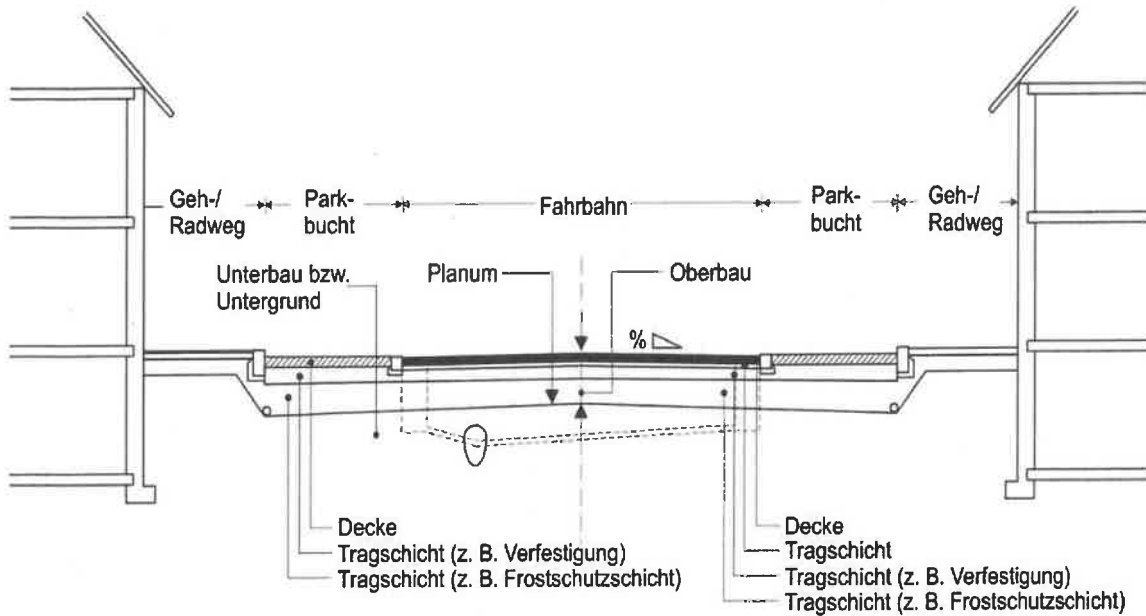 Geh-/
Radweg
Park-
bucht
Fahrbahn
Park-
bucht
Geh-/
Radweg
Unterbau bzw.
Untergrund
Planum
Oberbau
%
Decke
Tragschicht (z. B. Verfestigung)
Tragschicht (z. B. Frostschutzschicht)
Decke
Tragschicht
Tragschicht (z. B. Verfestigung)
Tragschicht (z. B. Frostschutzschicht)